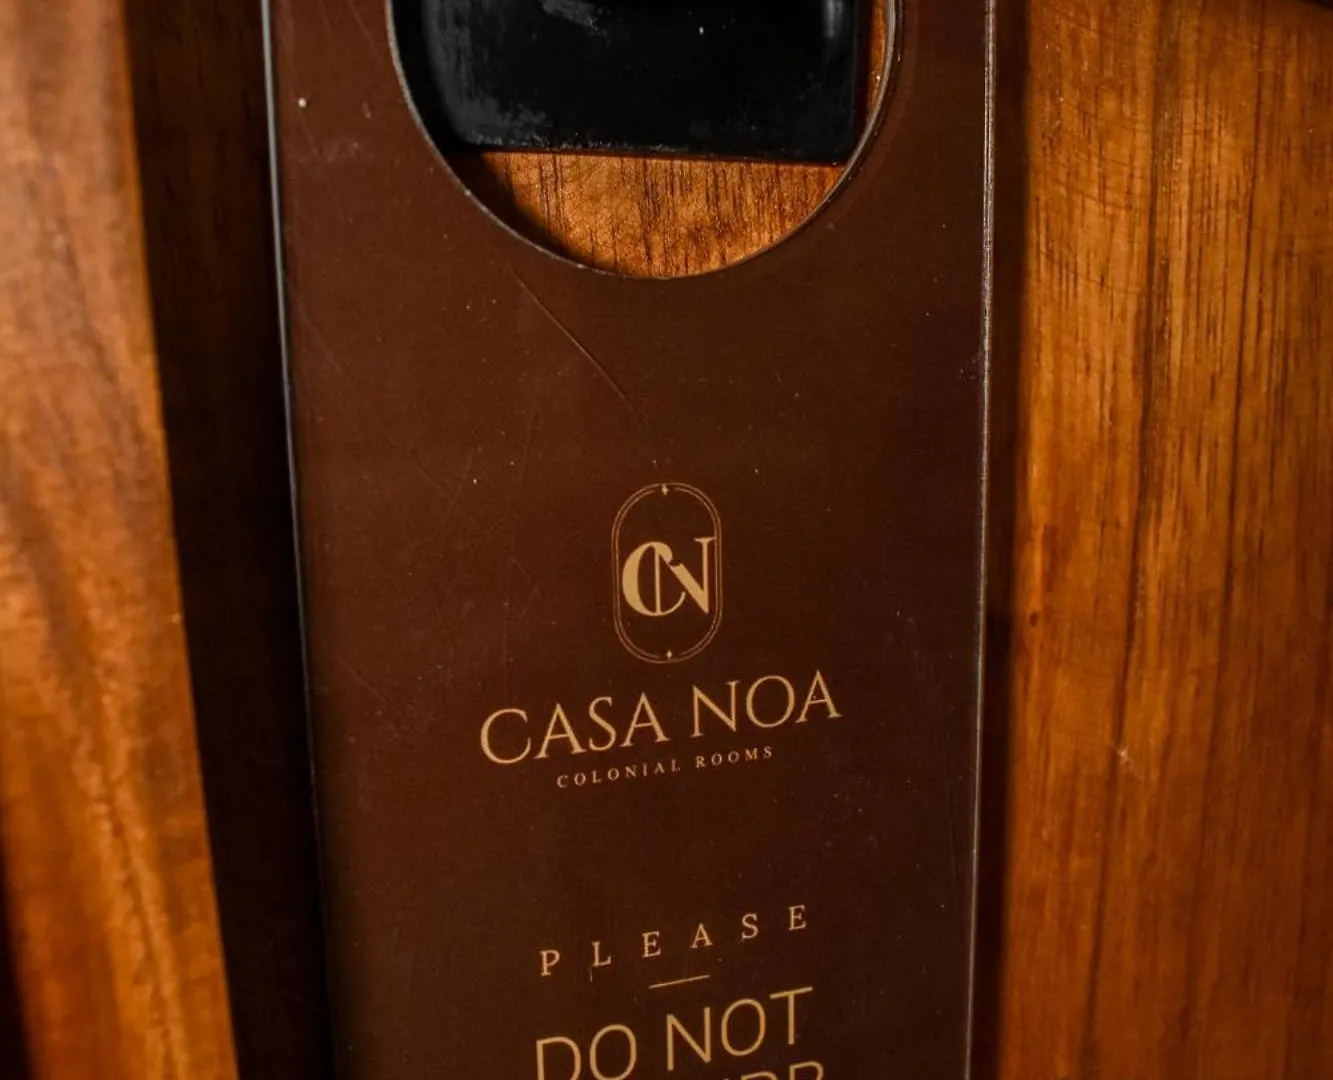 CN
CASA NOA
COLONIAL ROOMS
PLEASE
DO NOT